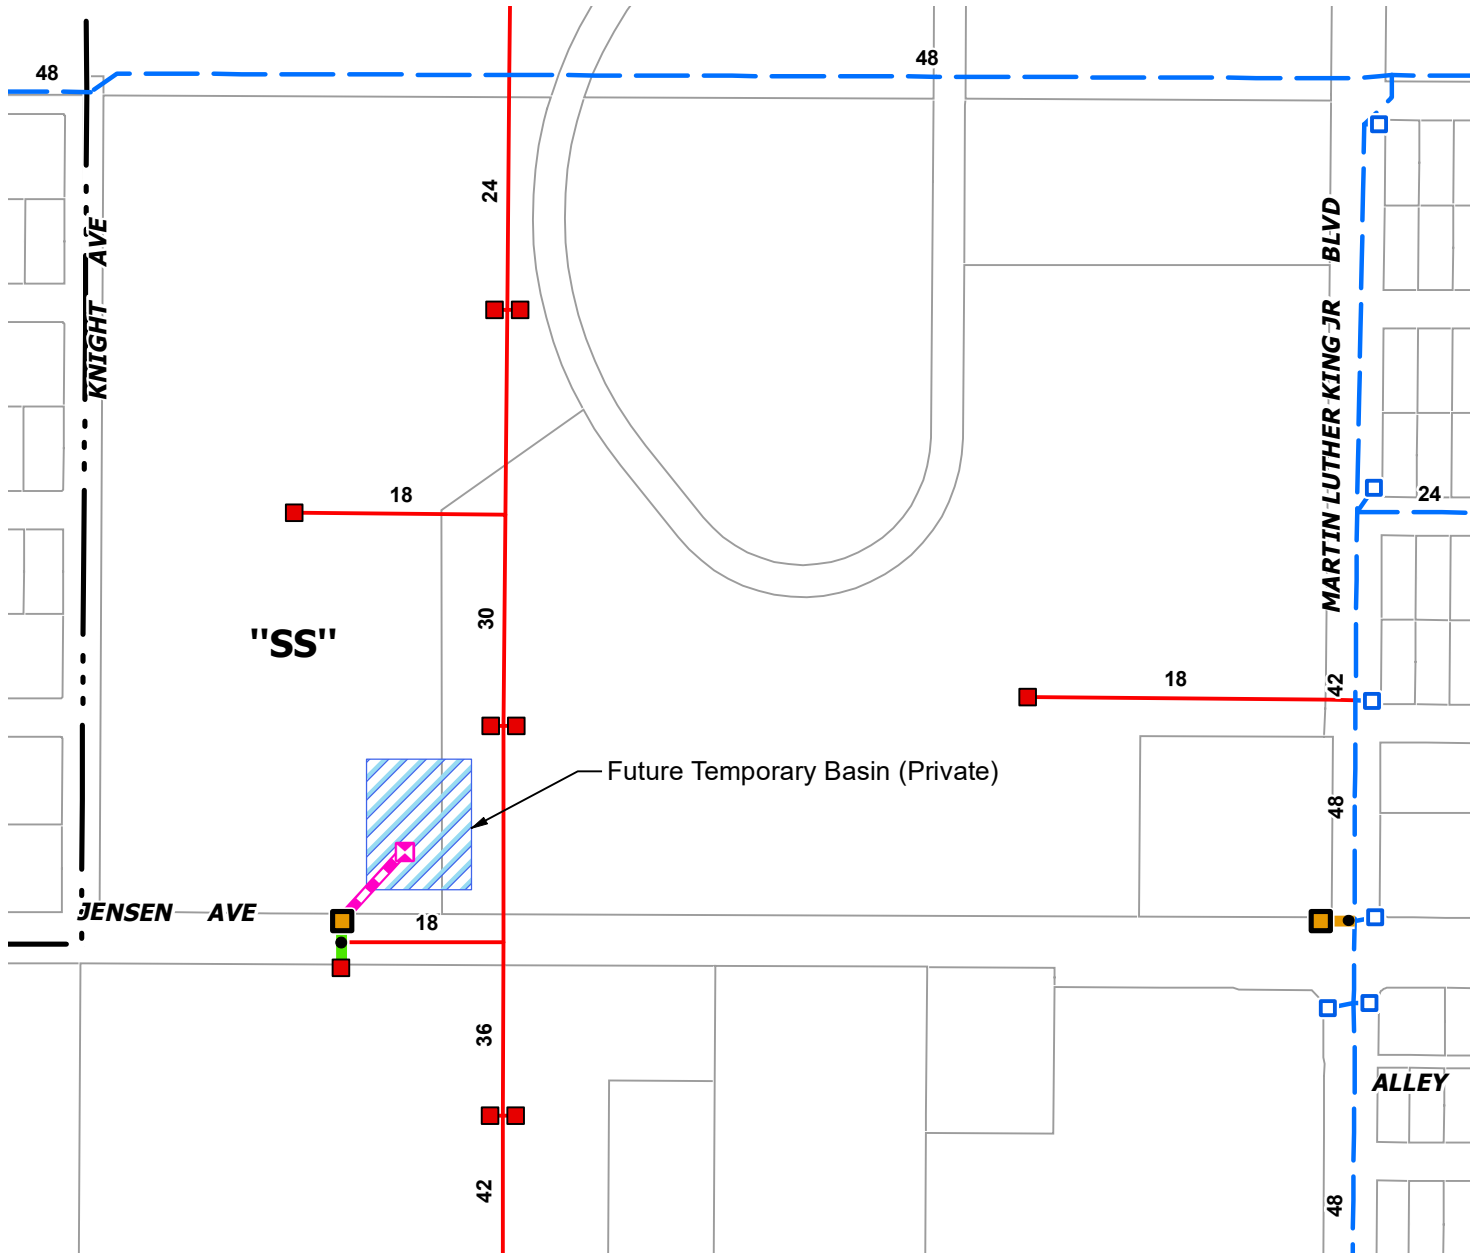 48
48
24
KNIGHT AVE
MARTIN LUTHER KING JR BLVD
18
24
30
"SS"
18
42
Future Temporary Basin (Private)
48
JENSEN AVE
18
36
ALLEY
42
48